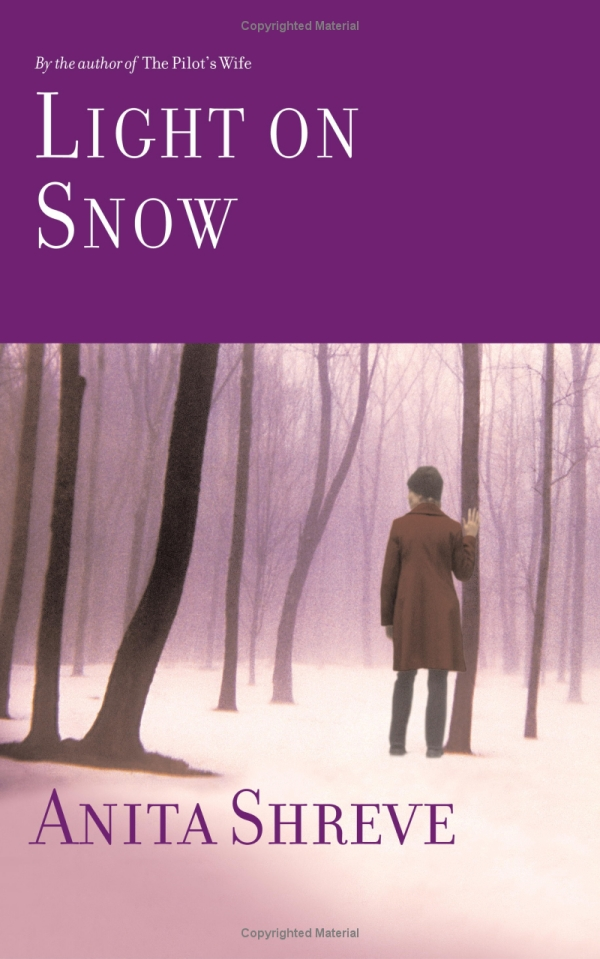 Copyrighted Material
By the author of The Pilot's Wife
LIGHT ON
SNOW
ANITA SHREVE
Copyrighted Material